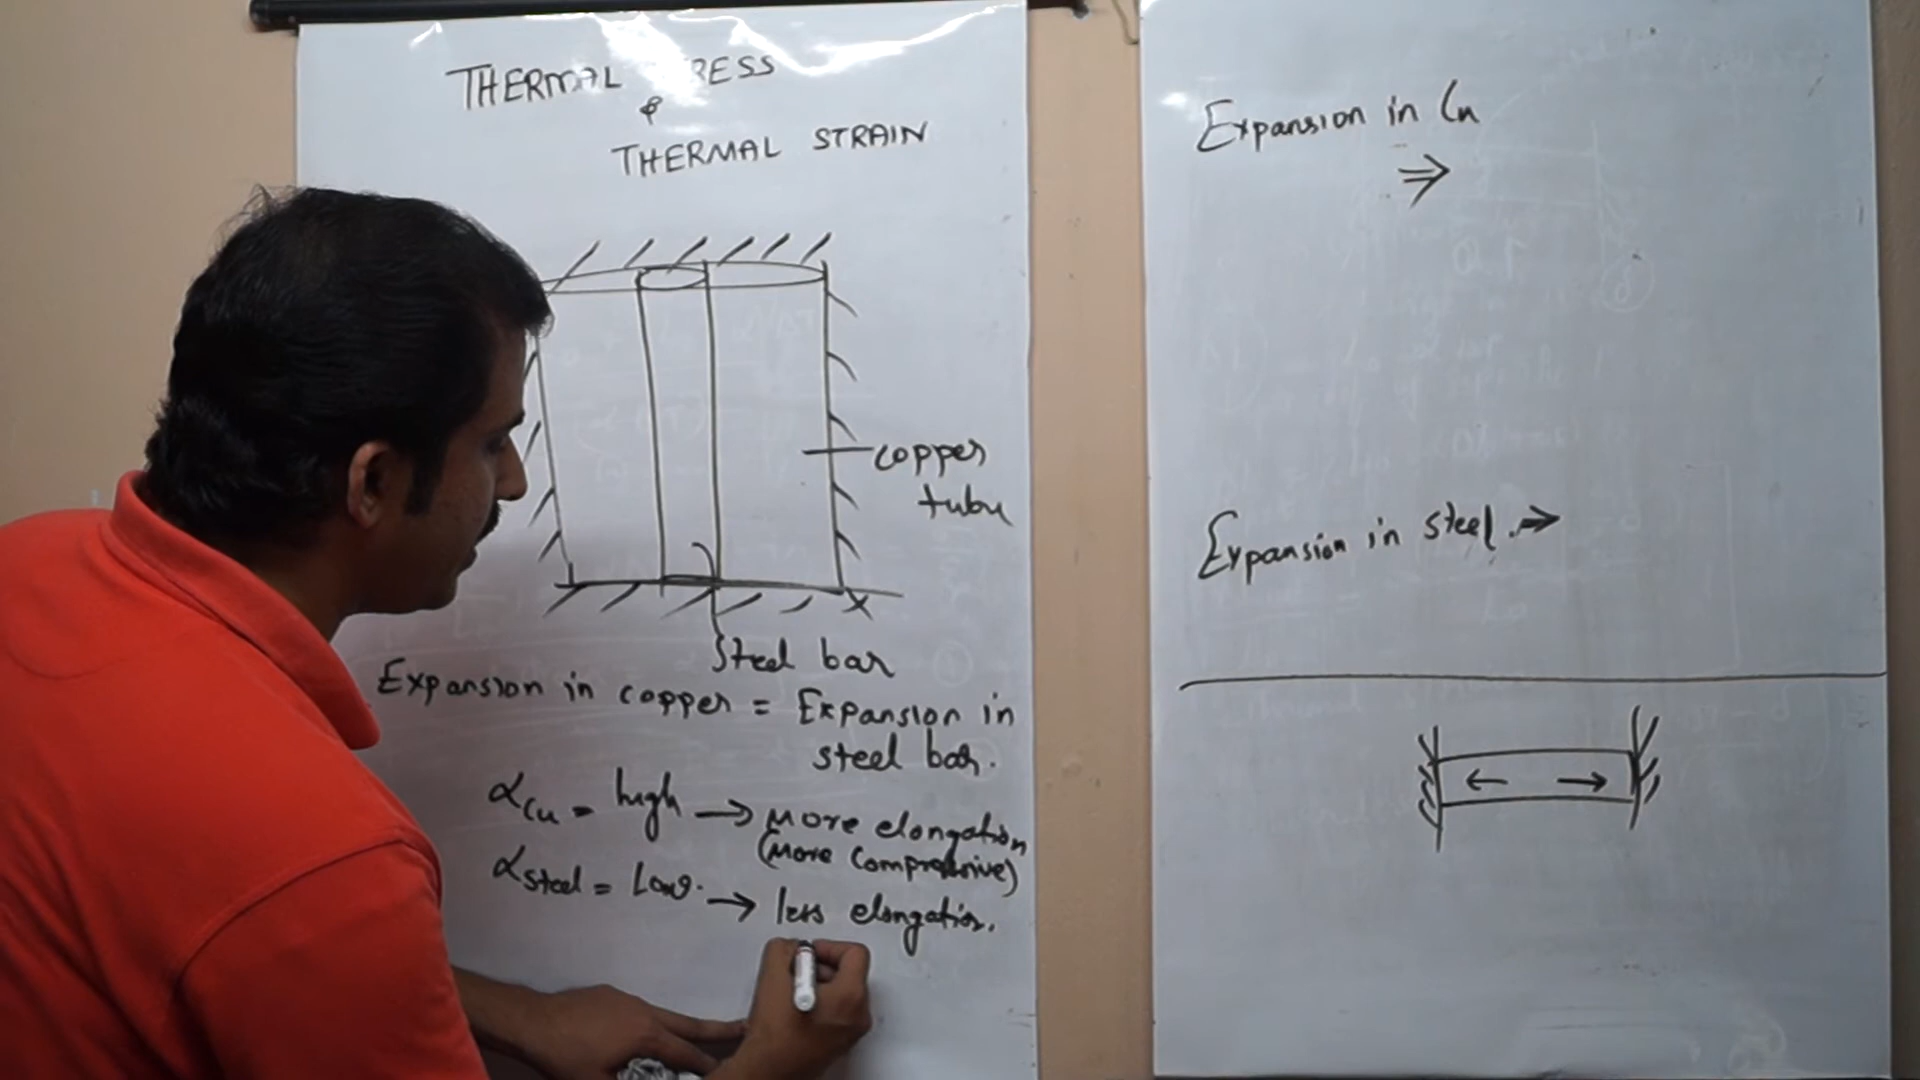 THERMAL STRESS
&
THERMAL STRAIN
copper
tube
Steel bar
Expansion in copper = Expansion in
steel bar.
αCu = high → More elongation
(More Compressive)
αSteel = Low. → less elongation.
Expansion in Cu
⇒
Expansion in steel. ⇒